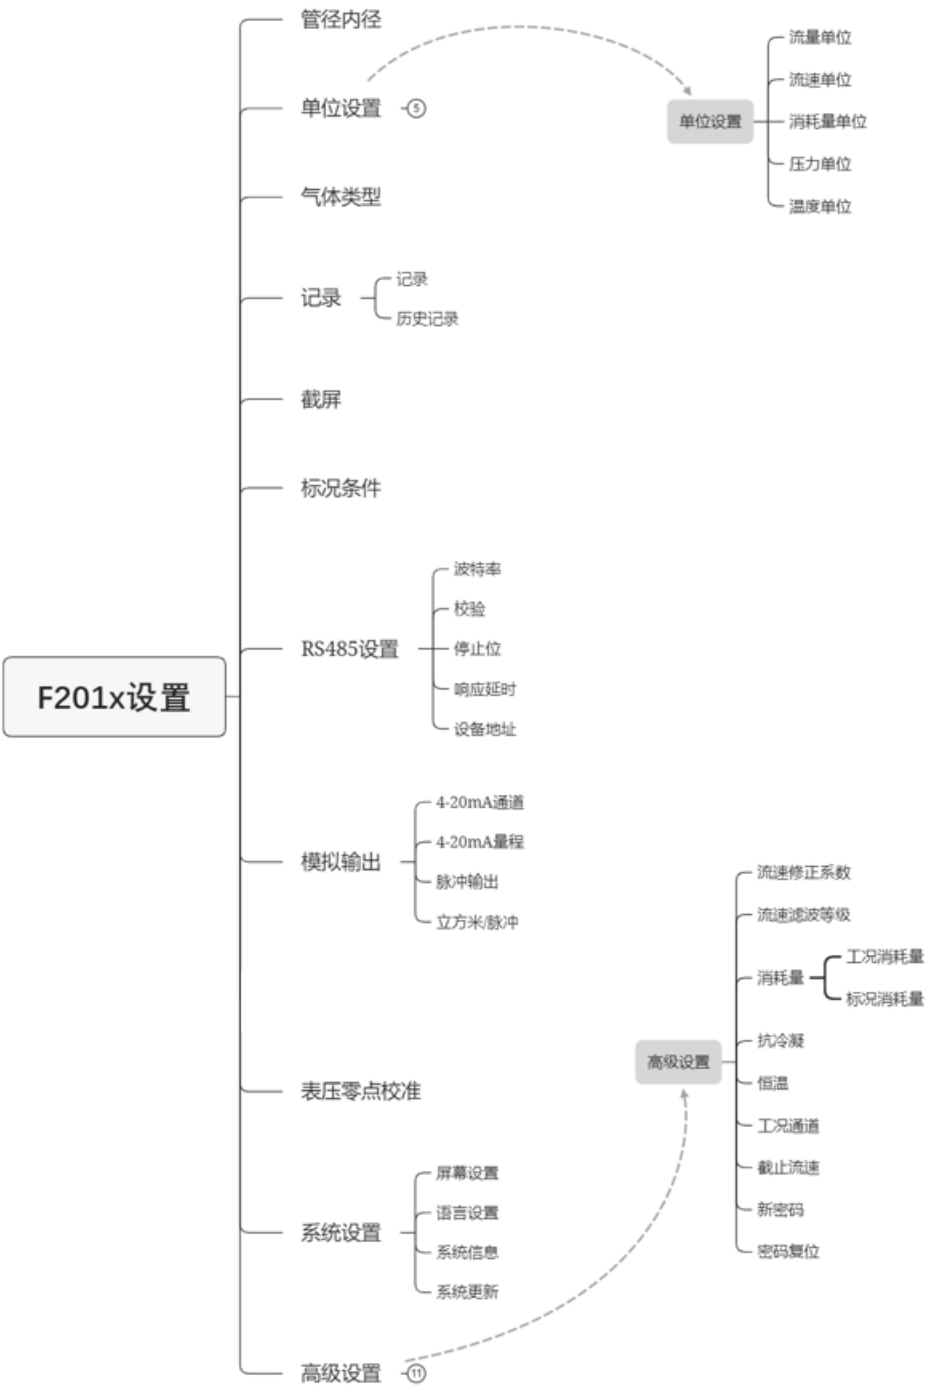 F201x设置
管径内径
单位设置
5
单位设置
流量单位
流速单位
消耗量单位
压力单位
温度单位
气体类型
记录
记录
历史记录
截屏
标况条件
RS485设置
波特率
校验
停止位
响应延时
设备地址
模拟输出
4-20mA通道
4-20mA量程
脉冲输出
立方米/脉冲
表压零点校准
系统设置
屏幕设置
语言设置
系统信息
系统更新
高级设置
11
高级设置
流速修正系数
流速滤波等级
消耗量
工况消耗量
标况消耗量
抗冷凝
恒温
工况通道
截止流速
新密码
密码复位